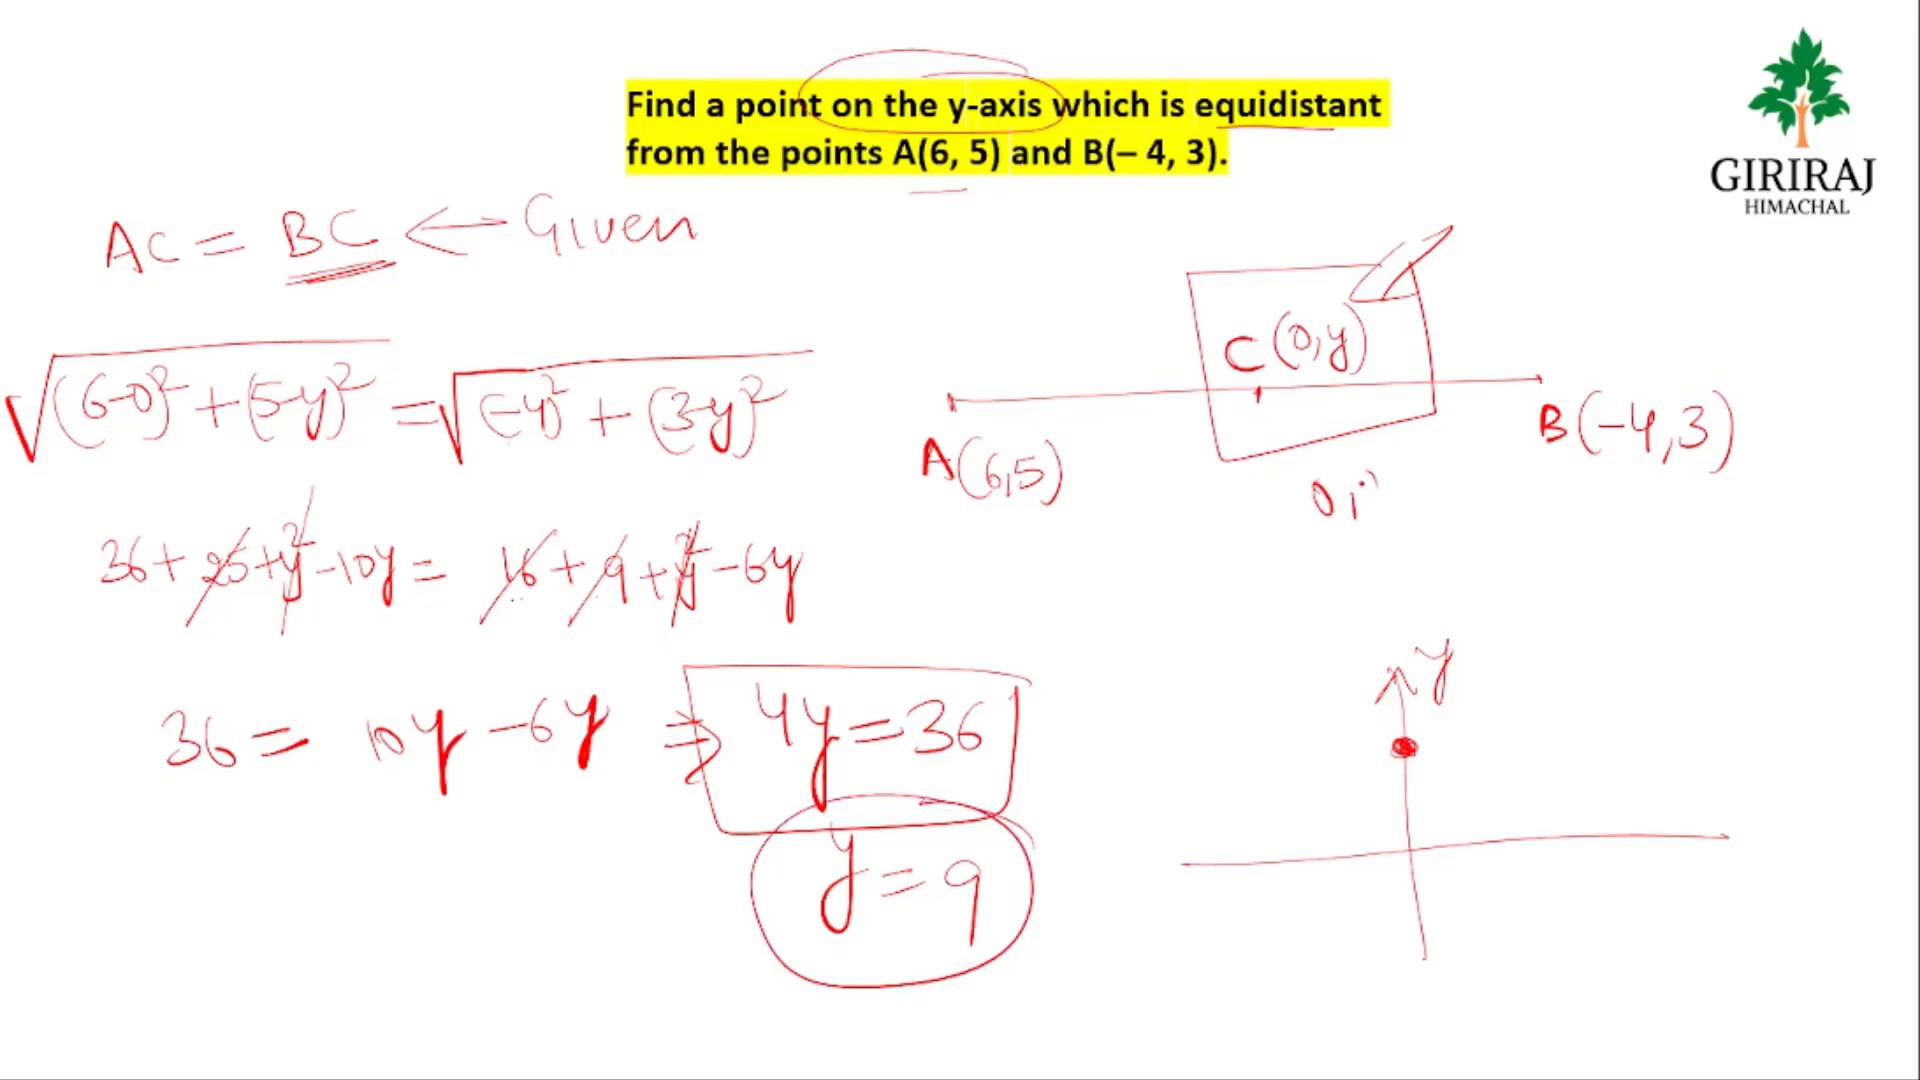 Find a point on the y-axis which is equidistant
from the points A(6, 5) and B(– 4, 3).
GIRIRAJ
HIMACHAL
AC = BC ← Given
√(6-0)² + (5-y)² = √(-4)² + (3-y)²
C (0,y)
A(6,5)
B(-4,3)
36 + 25 + y² - 10y = 16 + 9 + y² - 6y
36 = 10y - 6y ⇒ 4y = 36
y = 9
y